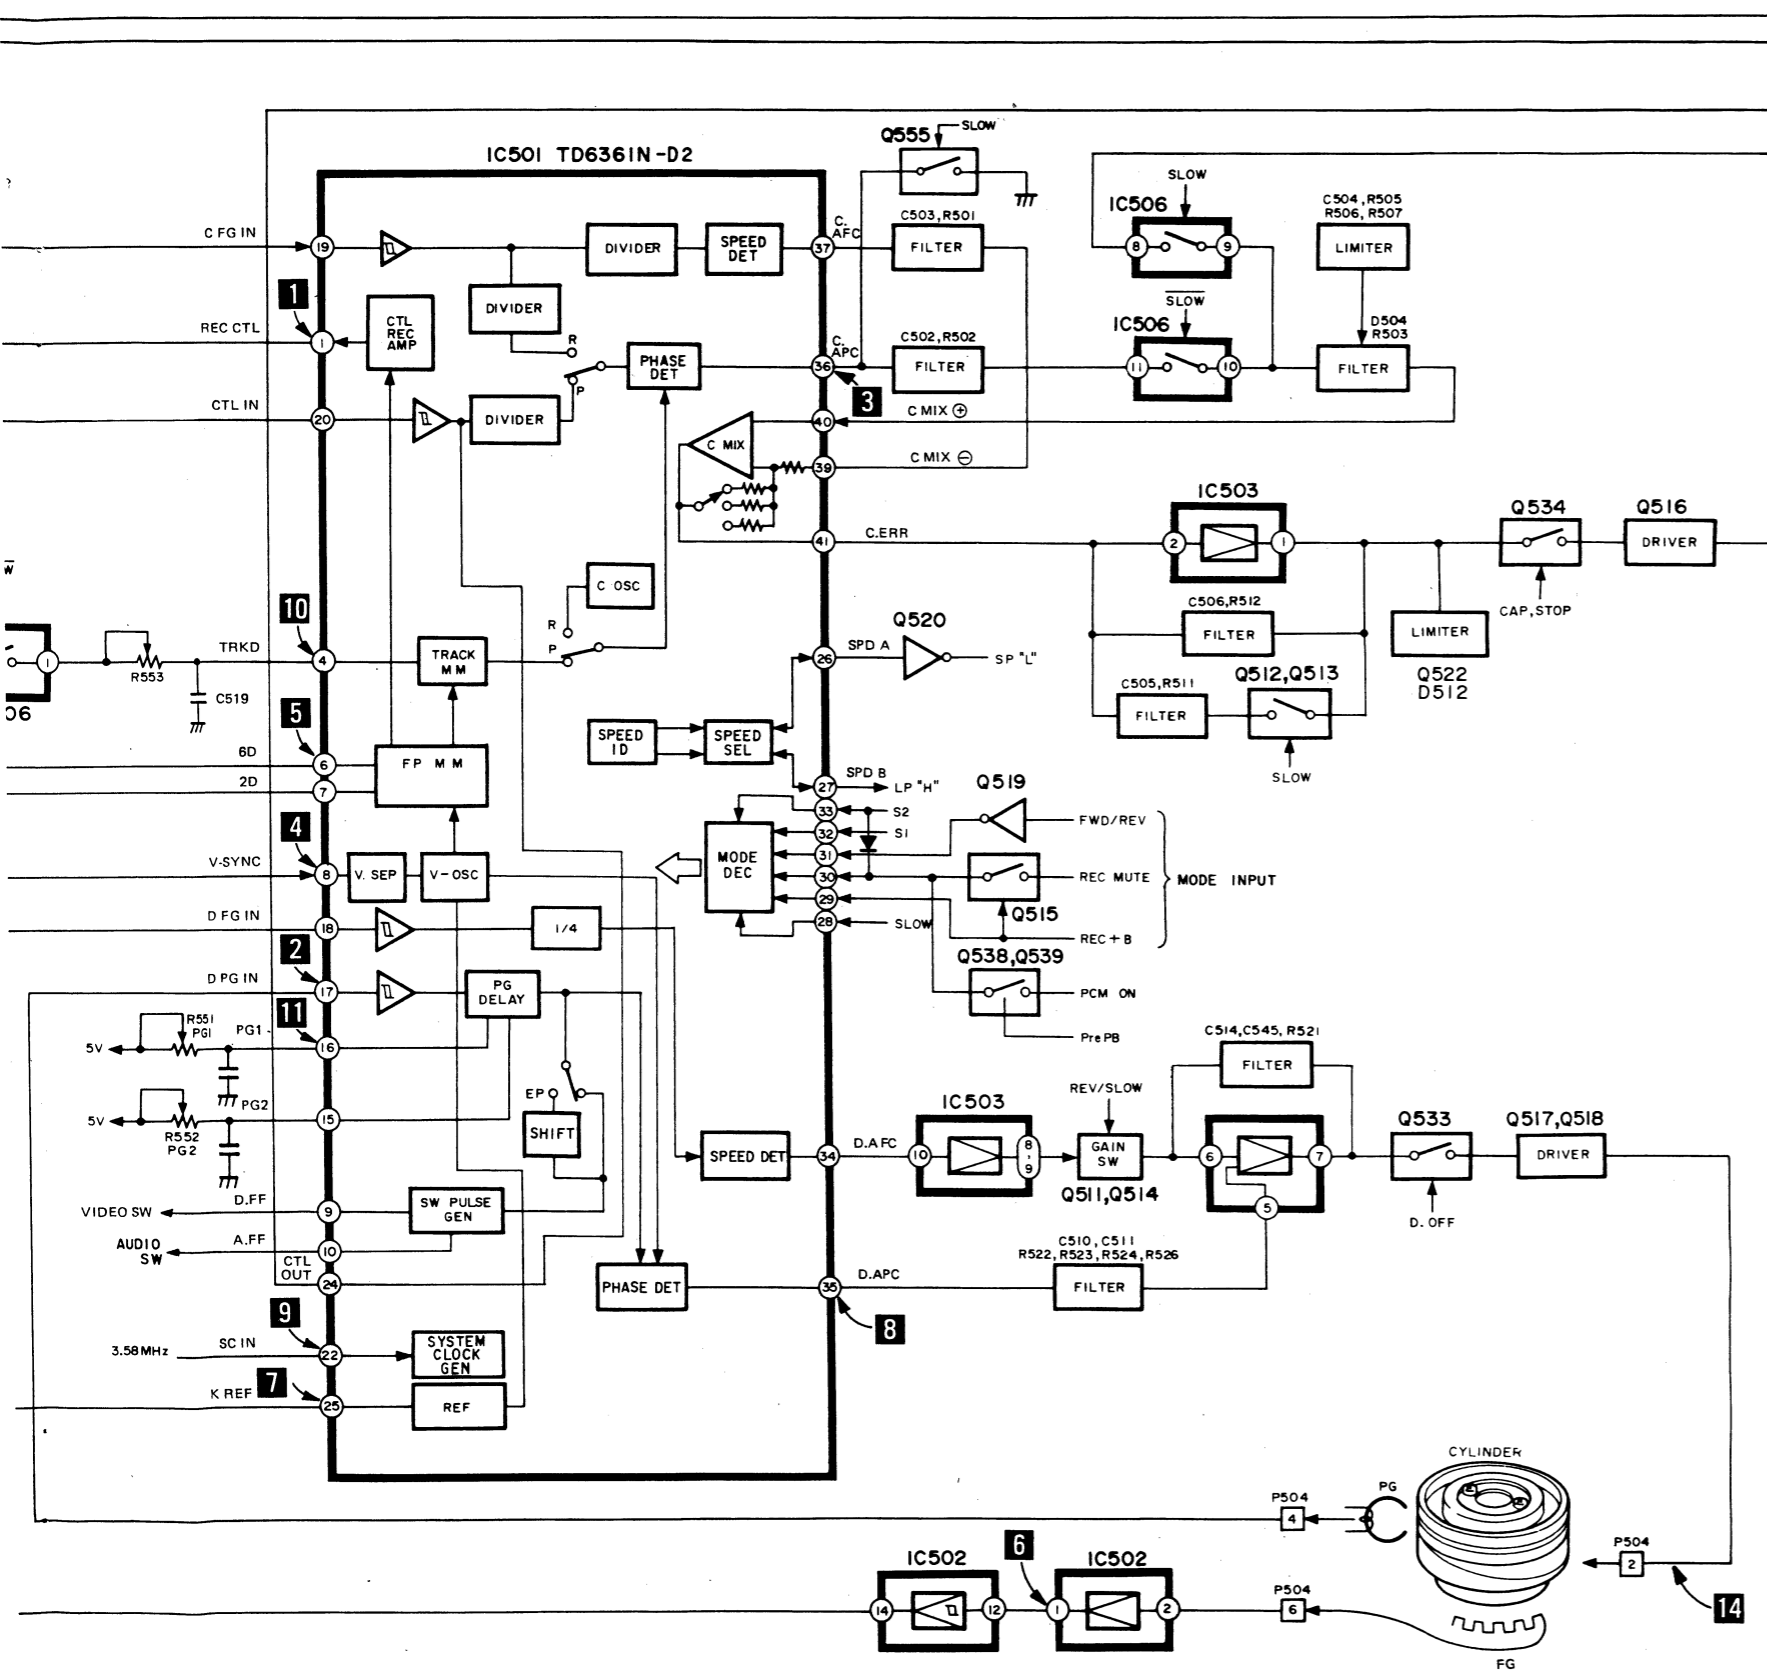 IC501 TD6361N-D2
Q555
SLOW
C FG IN
19
DIVIDER
SPEED
DET
37
C.
AFC
C503,R501
FILTER
SLOW
IC506
8
9
C504,R505
R506,R507
LIMITER
1
REC CTL
1
CTL
REC
AMP
DIVIDER
R
P
PHASE
DET
C.
APC
36
3
C502,R502
FILTER
SLOW
IC506
11
10
D504
R503
FILTER
CTL IN
20
DIVIDER
C MIX
40
C MIX ⊕
39
C MIX ⊖
41
C.ERR
IC503
2
1
Q534
CAP,STOP
Q516
DRIVER
C506,R512
FILTER
LIMITER
Q522
D512
C505,R511
FILTER
Q512,Q513
SLOW
W
1
06
R553
C519
10
TRKD
4
TRACK
MM
C OSC
R
P
26
SPD A
Q520
SP "L"
5
6D
6
2D
7
FP MM
SPEED
ID
SPEED
SEL
27
SPD B
LP "H"
33
S2
32
S1
31
30
29
28
SLOW
MODE
DEC
Q519
FWD/REV
REC MUTE
MODE INPUT
Q515
REC+B
Q538,Q539
PCM ON
PrePB
4
V-SYNC
8
V. SEP
V-OSC
D FG IN
18
1/4
2
D PG IN
17
PG
DELAY
11
R551
PG1
PG1
5V
16
PG2
5V
R552
PG2
15
EP
SHIFT
SPEED DET
34
D.AFC
IC503
10
8
9
REV/SLOW
GAIN
SW
Q511,Q514
C514,C545, R521
FILTER
6
7
5
Q533
D. OFF
Q517,Q518
DRIVER
VIDEO SW
D.FF
9
SW PULSE
GEN
AUDIO
SW
A.FF
10
CTL
OUT
24
PHASE DET
35
D.APC
8
C510, C511
R522,R523,R524,R526
FILTER
9
3.58MHz
SC IN
22
SYSTEM
CLOCK
GEN
7
K REF
25
REF
CYLINDER
PG
P504
4
P504
2
14
IC502
14
12
6
IC502
1
2
P504
6
FG